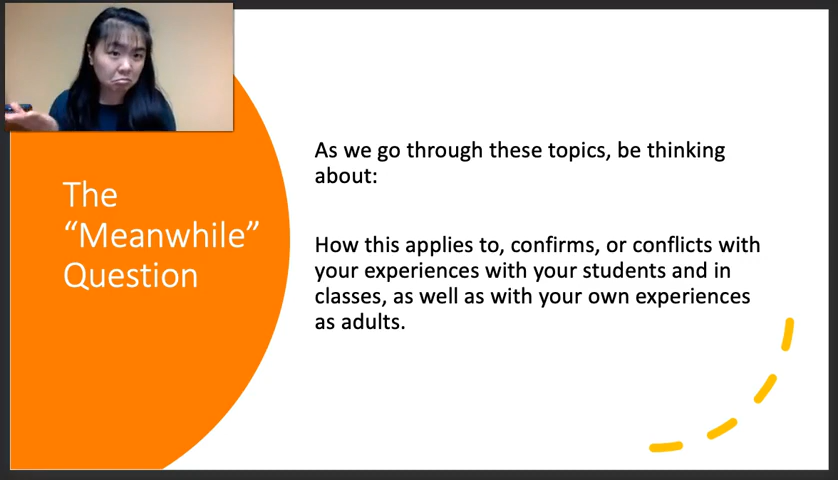 The
“Meanwhile”
Question
As we go through these topics, be thinking
about:
How this applies to, confirms, or conflicts with
your experiences with your students and in
classes, as well as with your own experiences
as adults.